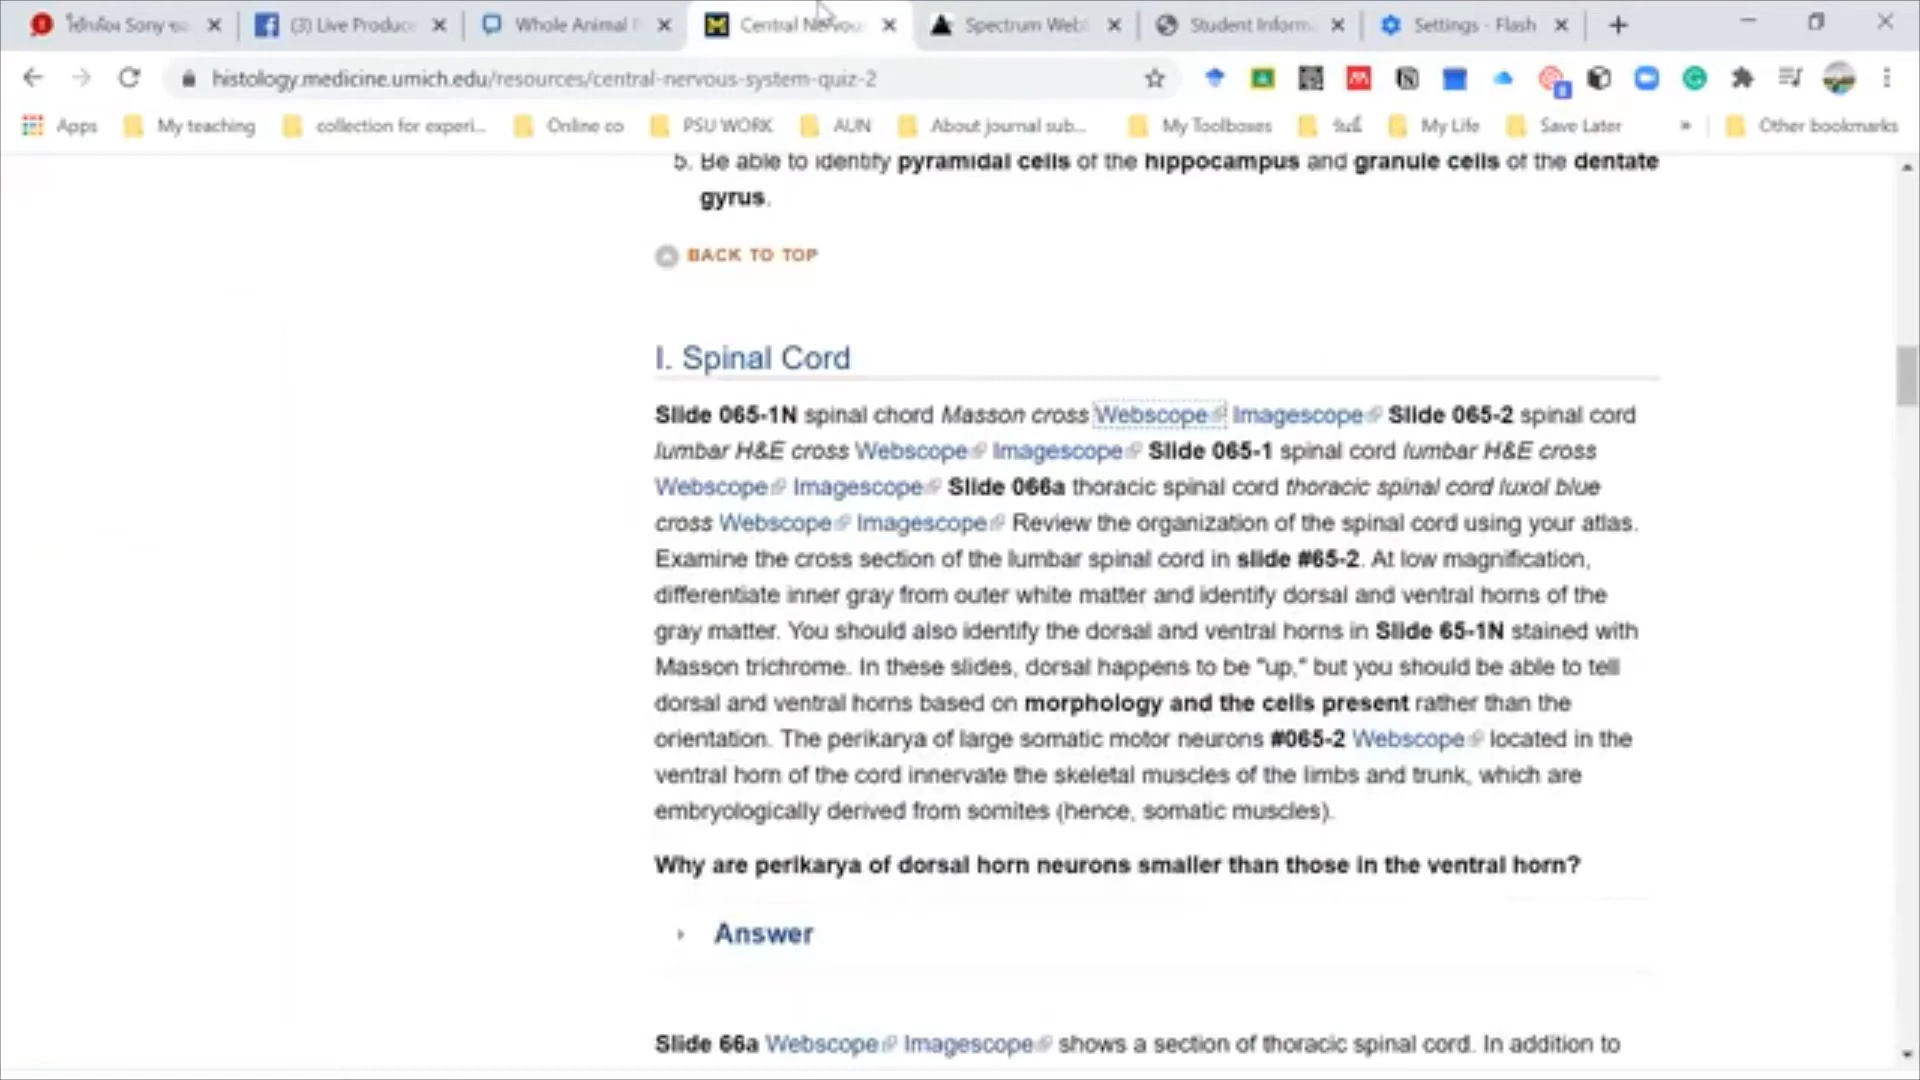 ไฟกล้อง Sony
(3) Live Produce
Whole Animal
Central Nervou
Spectrum Web
Student Inform
Settings - Flash
histology.medicine.umich.edu/resources/central-nervous-system-quiz-2
Apps My teaching collection for experi... Online co PSU WORK AUN About journal sub... My Toolboxes My Life Save Later » Other bookmarks
5. Be able to identify pyramidal cells of the hippocampus and granule cells of the dentate
gyrus.
BACK TO TOP
I. Spinal Cord
Slide 065-1N spinal chord Masson cross Webscope Imagescope Slide 065-2 spinal cord
lumbar H&E cross Webscope Imagescope Slide 065-1 spinal cord lumbar H&E cross
Webscope Imagescope Slide 066a thoracic spinal cord thoracic spinal cord luxol blue
cross Webscope Imagescope Review the organization of the spinal cord using your atlas.
Examine the cross section of the lumbar spinal cord in slide #65-2. At low magnification,
differentiate inner gray from outer white matter and identify dorsal and ventral horns of the
gray matter. You should also identify the dorsal and ventral horns in Slide 65-1N stained with
Masson trichrome. In these slides, dorsal happens to be "up," but you should be able to tell
dorsal and ventral horns based on morphology and the cells present rather than the
orientation. The perikarya of large somatic motor neurons #065-2 Webscope located in the
ventral horn of the cord innervate the skeletal muscles of the limbs and trunk, which are
embryologically derived from somites (hence, somatic muscles).
Why are perikarya of dorsal horn neurons smaller than those in the ventral horn?
Answer
Slide 66a Webscope Imagescope shows a section of thoracic spinal cord. In addition to